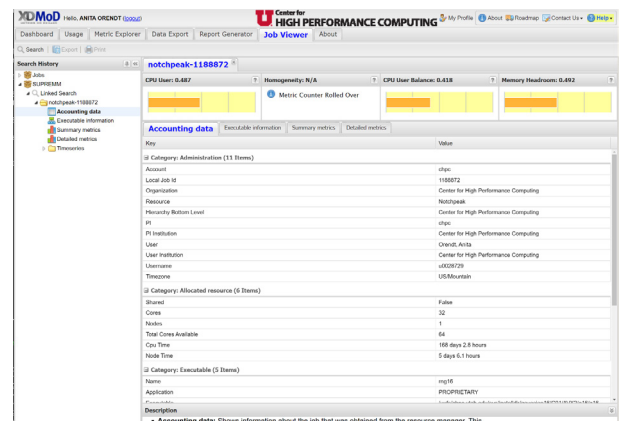 XDMoD Hello, ANITA ORENDT (logout)
Center for
HIGH PERFORMANCE COMPUTING
My Profile About Roadmap Contact Us Help
Dashboard Usage Metric Explorer Data Export Report Generator Job Viewer About
Search Export Print
Search History
Jobs
SUPREMM
Linked Search
notchpeak-1188872
Accounting data
Executable information
Summary metrics
Detailed metrics
Timeseries
notchpeak-1188872
CPU User: 0.487 ? Homogeneity: N/A ? CPU User Balance: 0.418 ? Memory Headroom: 0.492 ?
Metric Counter Rolled Over
Accounting data Executable information Summary metrics Detailed metrics
Key Value
Category: Administration (11 Items)
Account chpc
Local Job Id 1188872
Organization Center for High Performance Computing
Resource Notchpeak
Hierarchy Bottom Level Center for High Performance Computing
PI chpc
PI Institution Center for High Performance Computing
User Orendt, Anita
User Institution Center for High Performance Computing
Username u0028729
Timezone US/Mountain
Category: Allocated resource (6 Items)
Shared False
Cores 32
Nodes 1
Total Cores Available 64
Cpu Time 168 days 2.8 hours
Node Time 5 days 6.1 hours
Category: Executable (5 Items)
Name mg16
Application PROPRIETARY
Description
Accounting data: Shows information about the job that was obtained from the resource manager. This